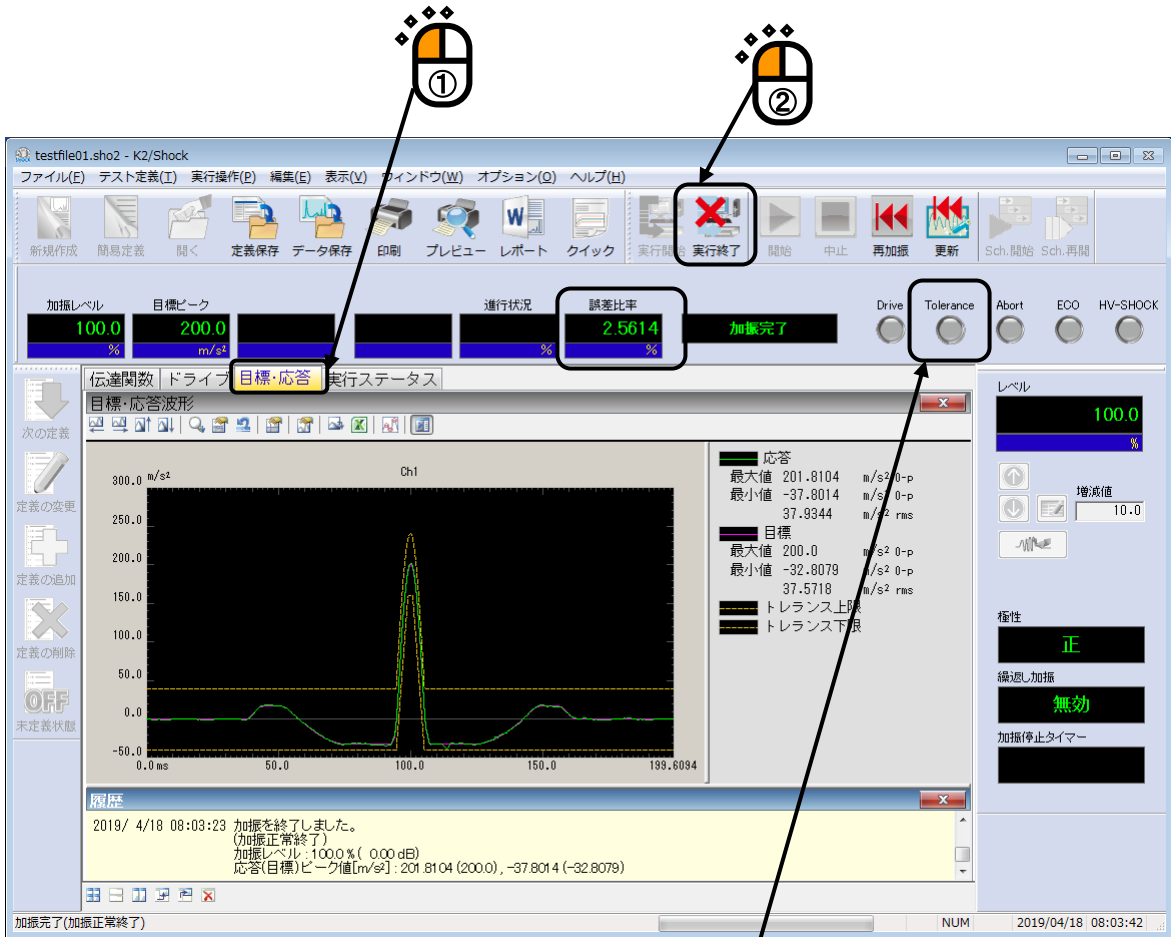 ①
②
testfile01.sho2 - K2/Shock
ファイル(F) テスト定義(T) 実行操作(P) 編集(E) 表示(V) ウィンドウ(W) オプション(O) ヘルプ(H)
新規作成 簡易定義 開く 定義保存 データ保存 印刷 プレビュー レポート クイック 実行開始 実行終了 開始 中止 再加振 更新 Sch.開始 Sch.再開
加振レベル 目標ピーク 進行状況 誤差比率 Drive Tolerance Abort ECO HV-SHOCK
100.0 200.0 2.5614 加振完了
% m/s² % %
伝達関数 ドライブ 目標・応答 実行ステータス
目標・応答波形
次の定義
定義の変更
定義の追加
定義の削除
OFF
未定義状態
Ch1
300.0 m/s²
250.0
200.0
150.0
100.0
50.0
0.0
-50.0
0.0 ms 50.0 100.0 150.0 199.6094
応答
最大値 201.8104 m/s² 0-p
最小値 -37.8014 m/s² 0-p
37.9344 m/s² rms
目標
最大値 200.0 m/s² 0-p
最小値 -32.8079 m/s² 0-p
37.5718 m/s² rms
トレランス上限
トレランス下限
レベル
100.0
%
増減値
10.0
極性
正
繰返し加振
無効
加振停止タイマー
履歴
2019/ 4/18 08:03:23 加振を終了しました。
(加振正常終了)
加振レベル : 100.0 % ( 0.00 dB)
応答(目標)ピーク値[m/s²] : 201.8104 (200.0) , -37.8014 (-32.8079)
加振完了(加振正常終了) NUM 2019/04/18 08:03:42